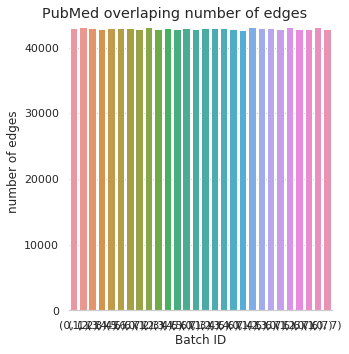 PubMed overlaping number of edges
40000
30000
20000
10000
0
number of edges
Batch ID